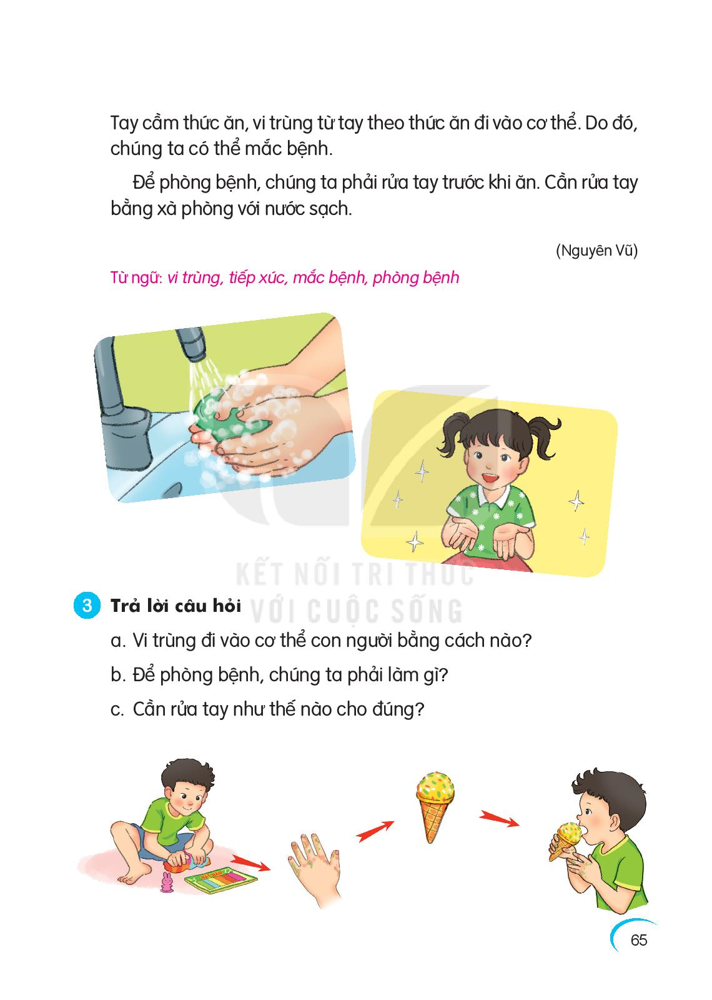 Tay cầm thức ăn, vi trùng từ tay theo thức ăn đi vào cơ thể. Do đó,
chúng ta có thể mắc bệnh.
Để phòng bệnh, chúng ta phải rửa tay trước khi ăn. Cần rửa tay
bằng xà phòng với nước sạch.
(Nguyên Vũ)
Từ ngữ: vi trùng, tiếp xúc, mắc bệnh, phòng bệnh
KẾT NỐI TRI THỨC
VỚI CUỘC SỐNG
3 Trả lời câu hỏi
a. Vi trùng đi vào cơ thể con người bằng cách nào?
b. Để phòng bệnh, chúng ta phải làm gì?
c. Cần rửa tay như thế nào cho đúng?
ĐẤT NẶN
65